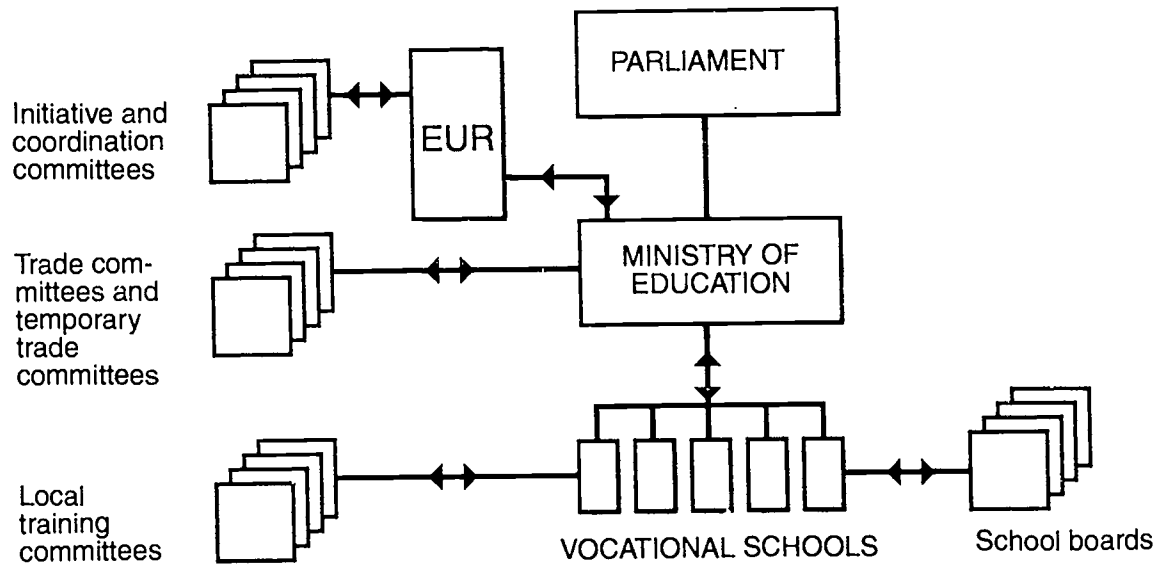 PARLIAMENT
Initiative and
coordination
committees
EUR
MINISTRY OF
EDUCATION
Trade com-
mittees and
temporary
trade
committees
Local
training
committees
VOCATIONAL SCHOOLS
School boards